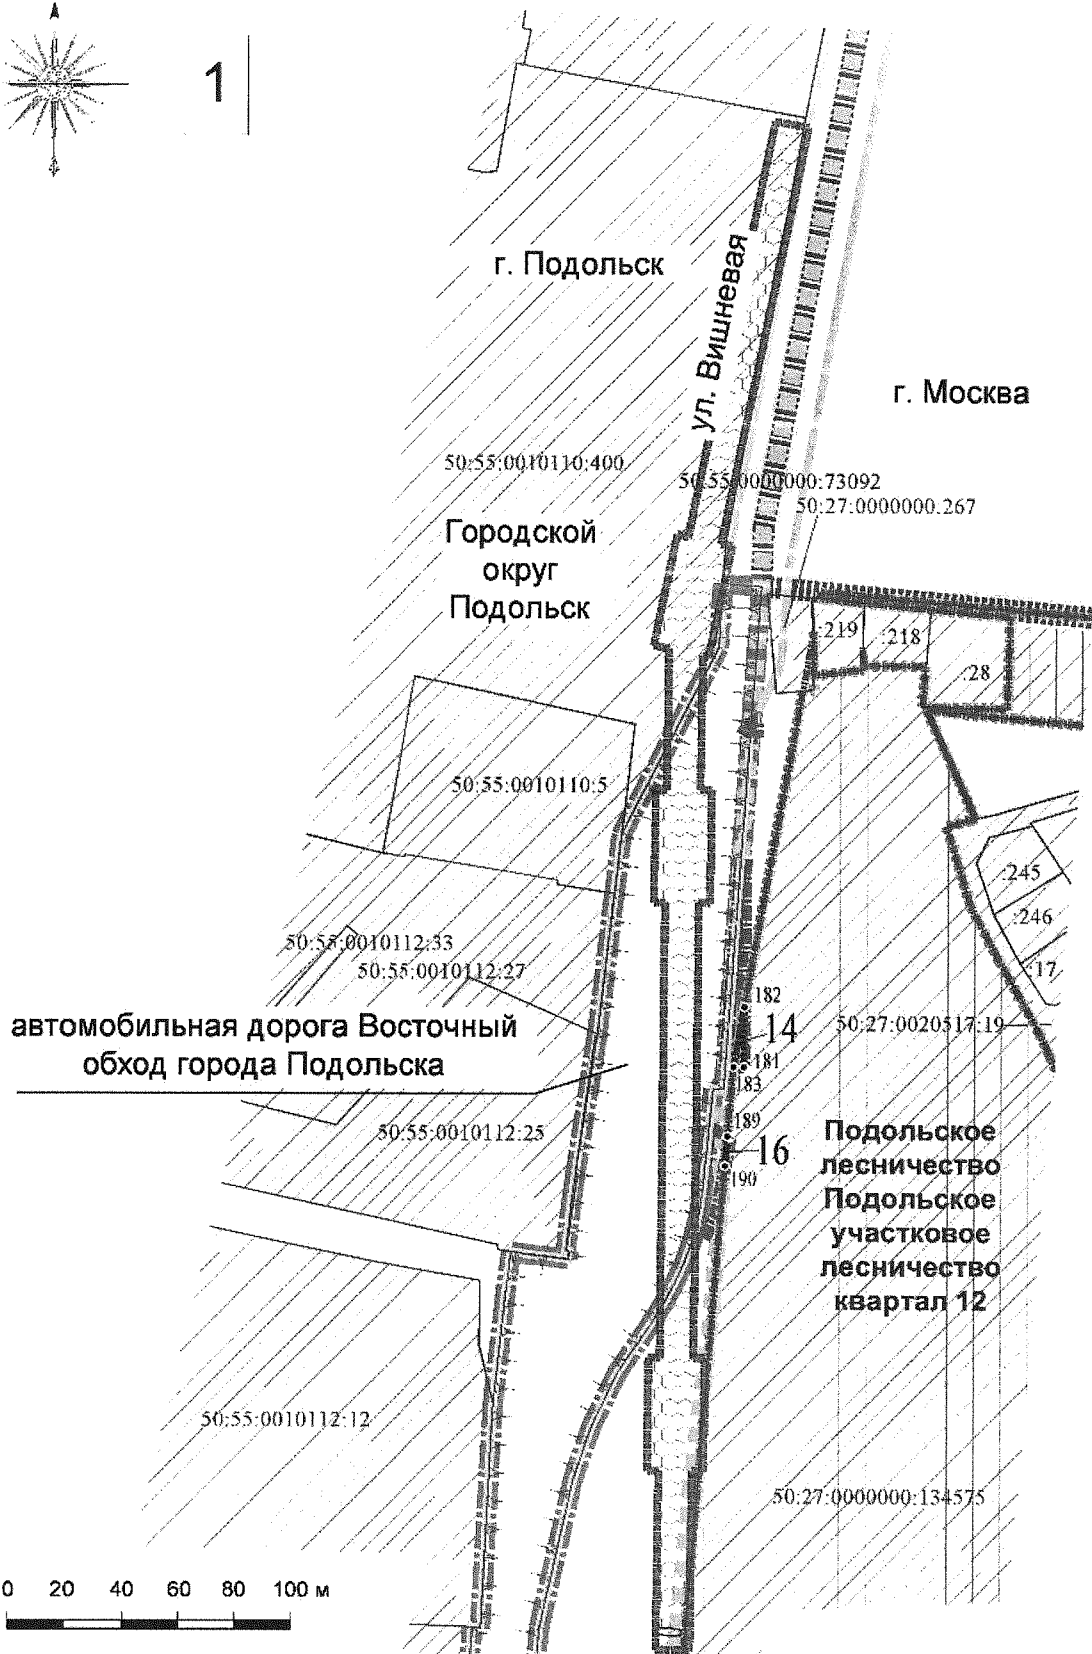 1
г. Подольск
ул. Вишневая
г. Москва
50:55:0010110:400
50:55:0000000:73092
50:27:0000000:267
Городской
округ
Подольск
:219
:218
:28
50:55:0010110:5
:245
:246
:17
50:55:0010112:33
50:55:0010112:27
182
14
50:27:0020517:19
автомобильная дорога Восточный
обход города Подольска
181
183
50:55:0010112:25
189
16
190
Подольское
лесничество
Подольское
участковое
лесничество
квартал 12
50:55:0010112:12
50:27:0000000:134575
0 20 40 60 80 100 м